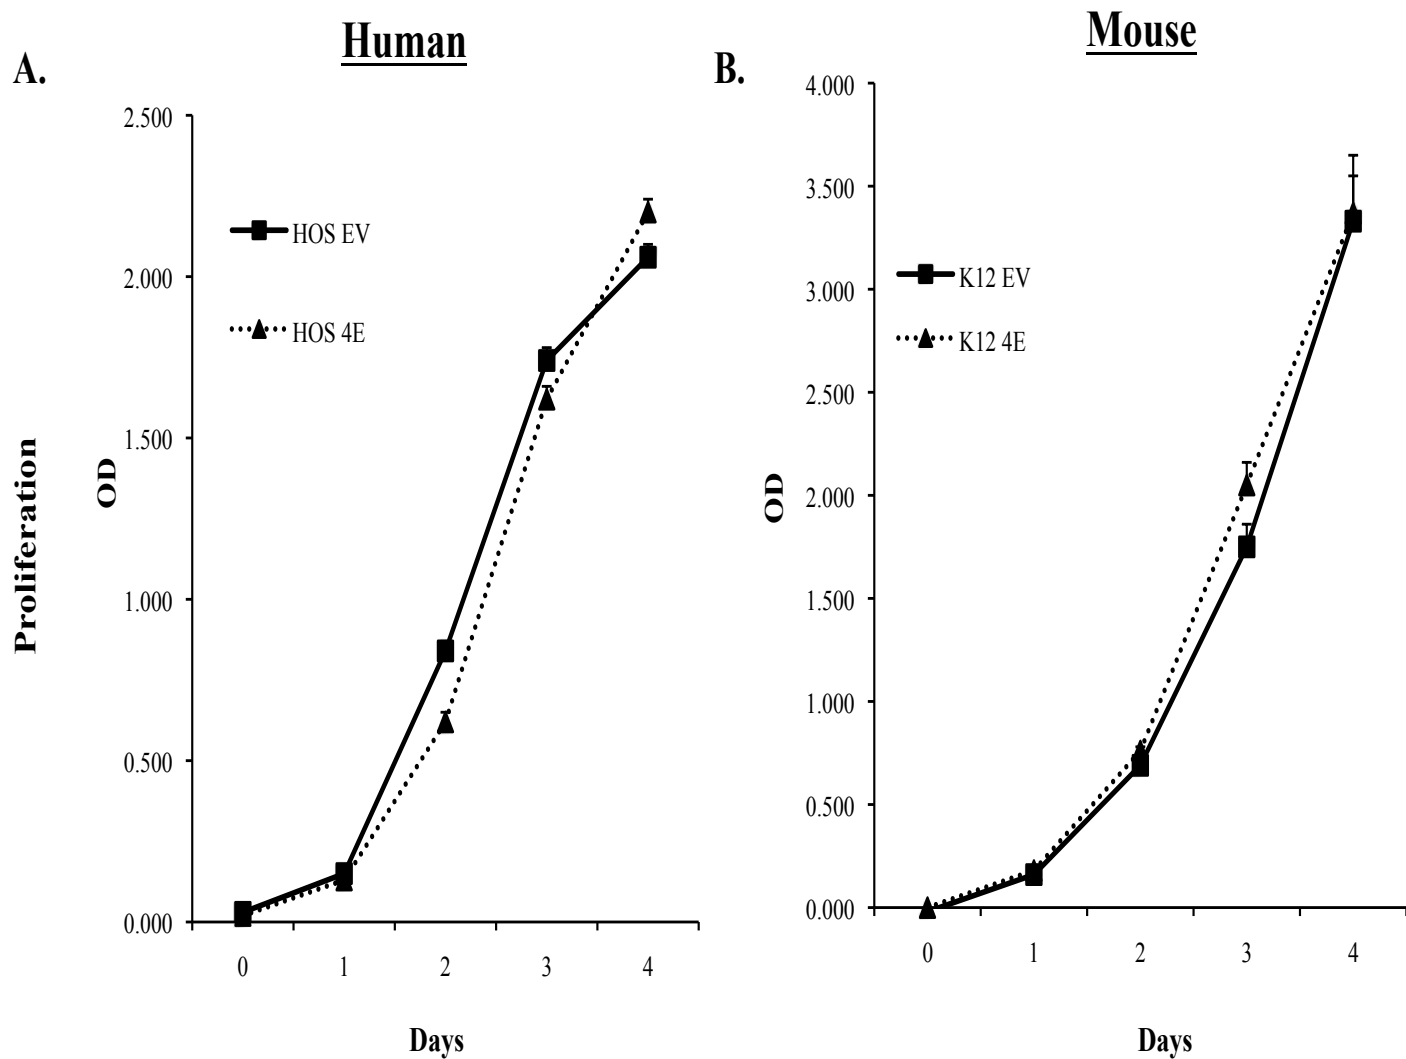 Human
A.
2.500
2.000
1.500
1.000
0.500
0.000
HOS EV
HOS 4E
Proliferation
OD
0 1 2 3 4
Days
Mouse
B.
4.000
3.500
3.000
2.500
2.000
1.500
1.000
0.500
0.000
K12 EV
K12 4E
OD
0 1 2 3 4
Days